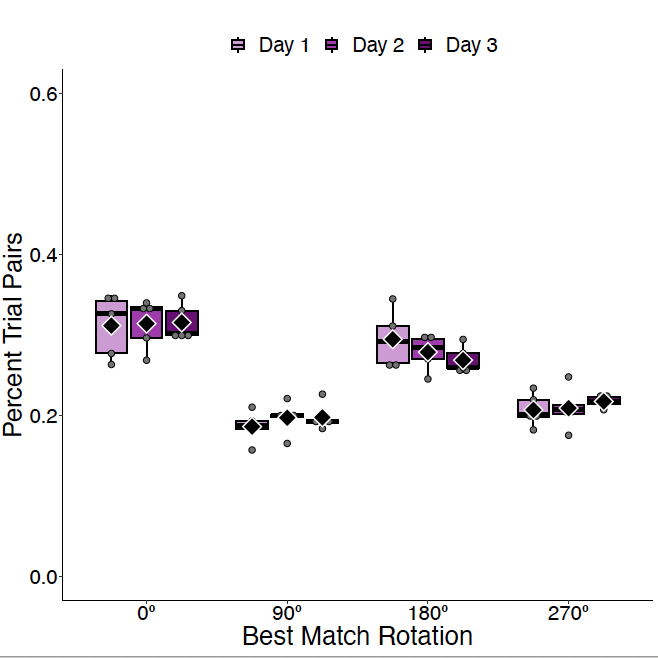 Day 1 Day 2 Day 3
0.6
0.4
0.2
0.0
Percent Trial Pairs
0º 90º 180º 270º
Best Match Rotation